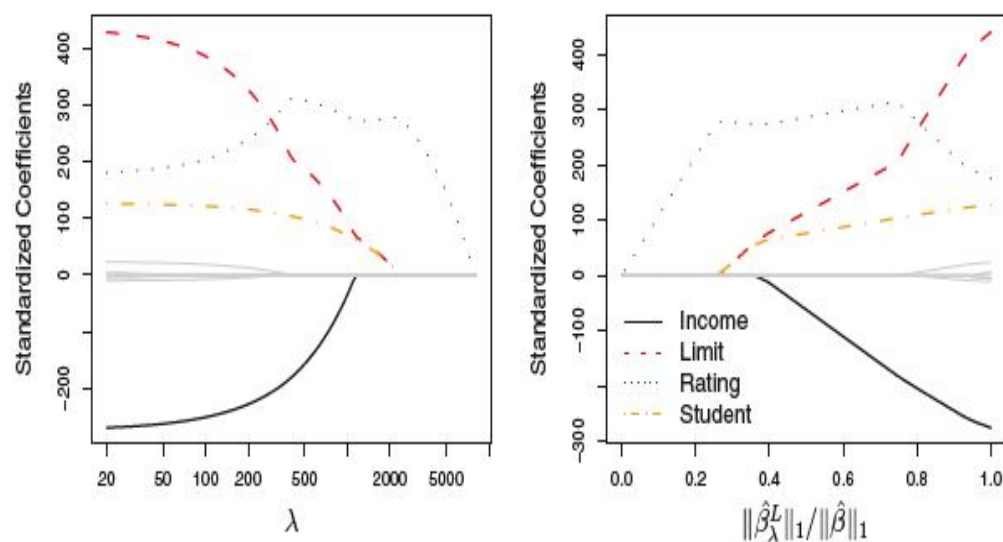 Standardized Coefficients
400
300
200
100
0
−100
−200
20 50 100 200 500 2000 5000
λ
Standardized Coefficients
400
300
200
100
0
−100
−300
Income
Limit
Rating
Student
0.0 0.2 0.4 0.6 0.8 1.0
‖β̂λᴸ‖₁/‖β̂‖₁